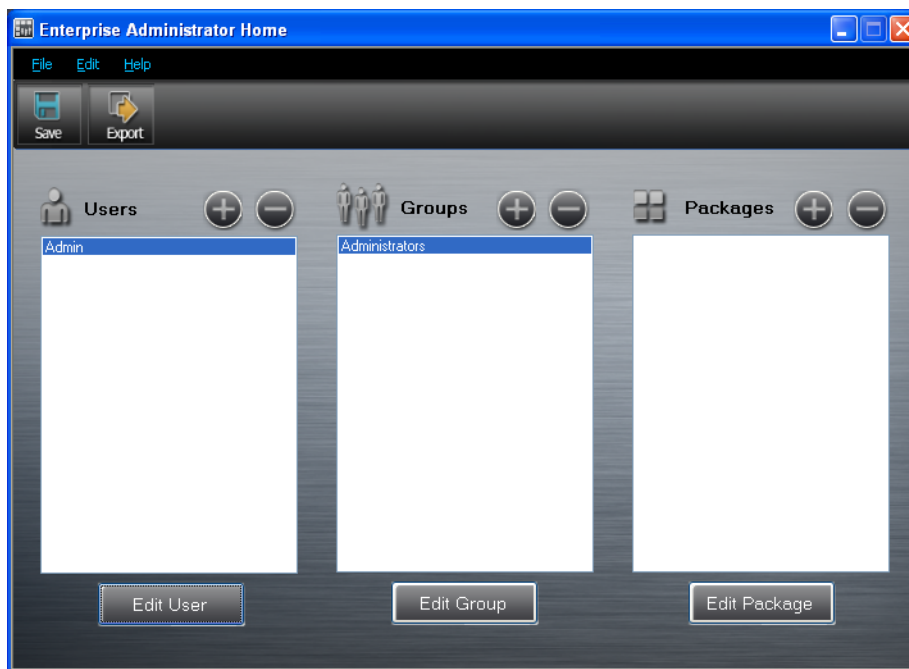 Enterprise Administrator Home
File Edit Help
Save Export
Users Groups Packages
Admin Administrators
Edit User Edit Group Edit Package